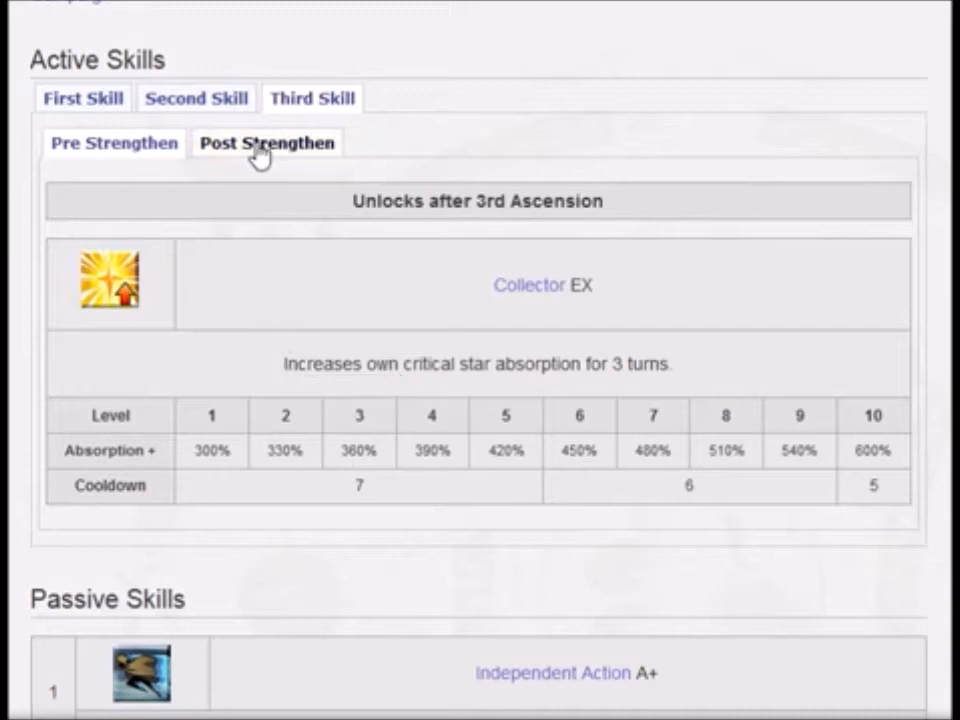 Active Skills
First Skill Second Skill Third Skill
Pre Strengthen Post Strengthen
Unlocks after 3rd Ascension
Collector EX
Increases own critical star absorption for 3 turns.
Level 1 2 3 4 5 6 7 8 9 10
Absorption + 300% 330% 360% 390% 420% 450% 480% 510% 540% 600%
Cooldown 7 6 5
Passive Skills
1 Independent Action A+